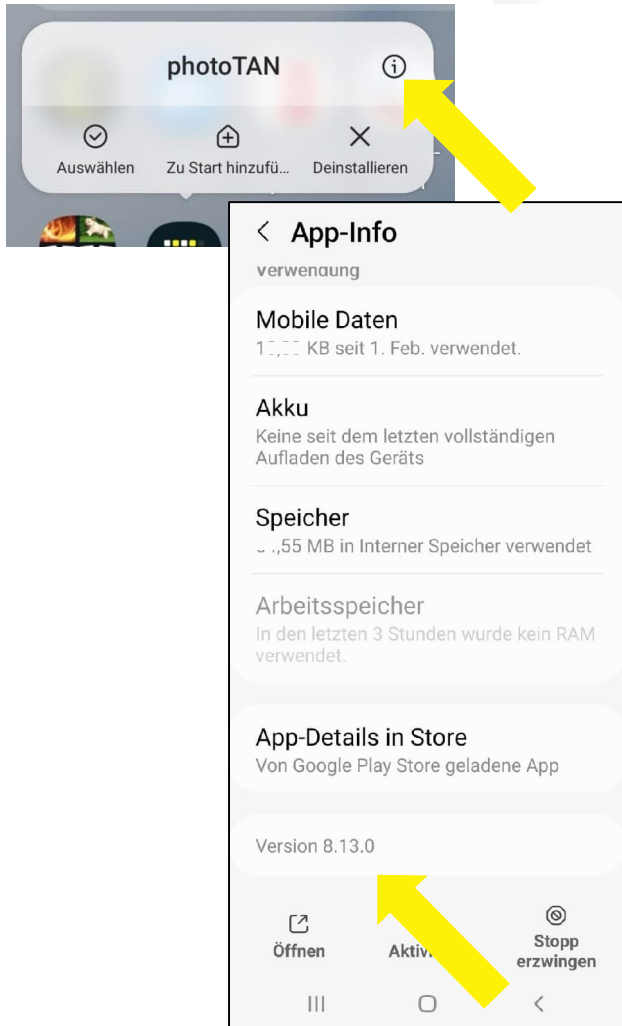 photoTAN
Auswählen
Zu Start hinzufü...
Deinstallieren
App-Info
Verwendung
Mobile Daten
KB seit 1. Feb. verwendet.
Akku
Keine seit dem letzten vollständigen
Aufladen des Geräts
Speicher
,55 MB in Interner Speicher verwendet
Arbeitsspeicher
In den letzten 3 Stunden wurde kein RAM
verwendet.
App-Details in Store
Von Google Play Store geladene App
Version 8.13.0
Öffnen
Stopp
erzwingen